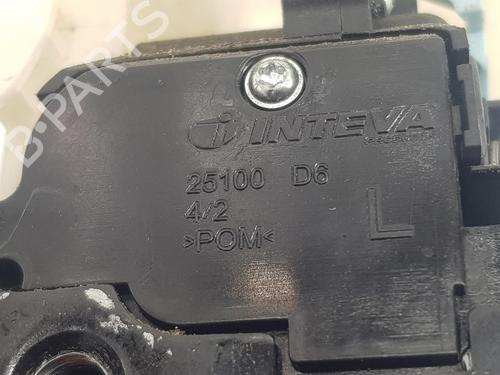 INTEVA
25100 D6
4/2
>POM<
L
B-PARTS